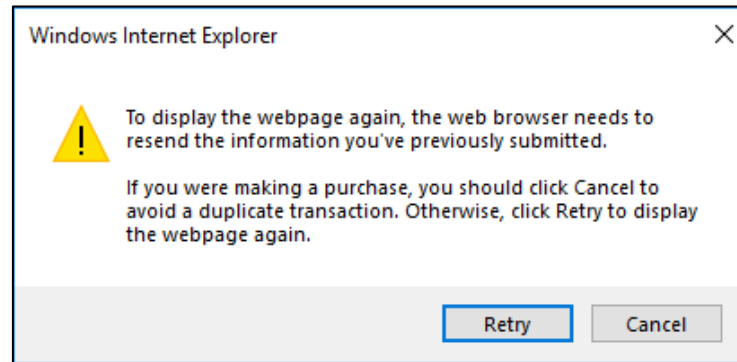 Windows Internet Explorer
To display the webpage again, the web browser needs to
resend the information you've previously submitted.
If you were making a purchase, you should click Cancel to
avoid a duplicate transaction. Otherwise, click Retry to display
the webpage again.
Retry
Cancel